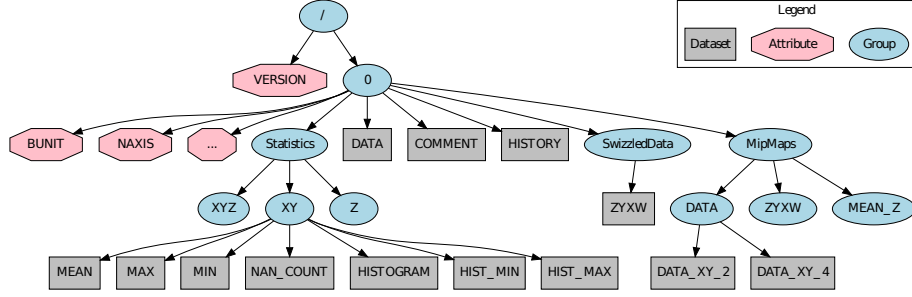 /
Legend
Dataset Attribute Group
VERSION 0
BUNIT NAXIS ... Statistics DATA COMMENT HISTORY SwizzledData MipMaps
XYZ XY Z ZYXW DATA ZYXW MEAN_Z
MEAN MAX MIN NAN_COUNT HISTOGRAM HIST_MIN HIST_MAX DATA_XY_2 DATA_XY_4